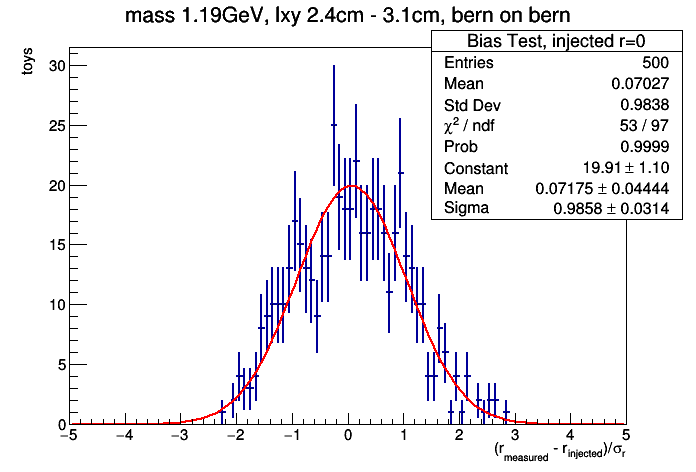 mass 1.19GeV, lxy 2.4cm - 3.1cm, bern on bern
toys
Bias Test, injected r=0
Entries 500
Mean 0.07027
Std Dev 0.9838
χ² / ndf 53 / 97
Prob 0.9999
Constant 19.91 ± 1.10
Mean 0.07175 ± 0.04444
Sigma 0.9858 ± 0.0314
30
25
20
15
10
5
0
−5 −4 −3 −2 −1 0 1 2 3 4 5
(r_measured - r_injected)/σ_r